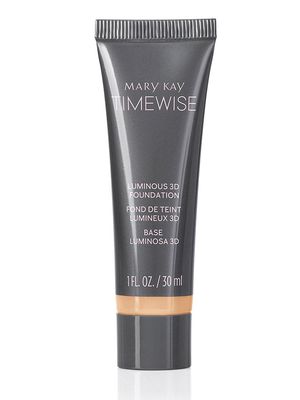 MARY KAY
TIMEWISE
LUMINOUS 3D
FOUNDATION
FOND DE TEINT
LUMINEUX 3D
BASE
LUMINOSA 3D
1 FL. OZ. / 30 ml